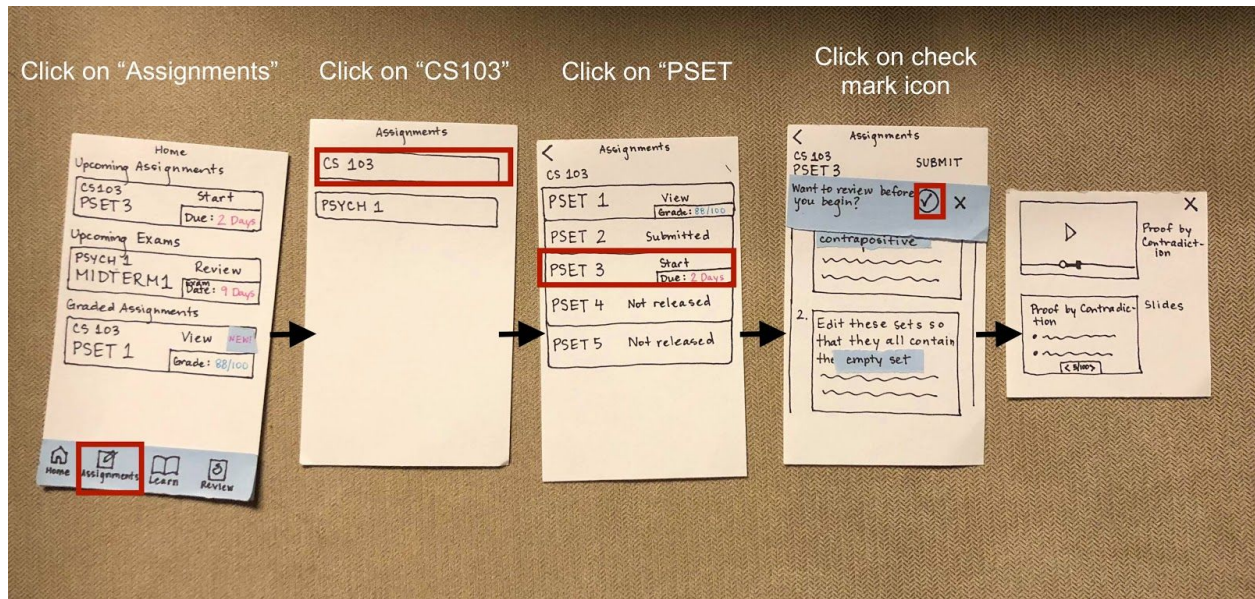 Click on “Assignments”
Click on “CS103”
Click on “PSET
Click on check
mark icon
Home
Upcoming Assignments
CS103
Start
PSET 3
Due: 2 Days
Upcoming Exams
PSYCH 1
Review
MIDTERM1
Exam
Date: 9 Days
Graded Assignments
CS 103
View
NEW!
PSET 1
Grade: 88/100
Home
Assignments
Learn
Review
Assignments
CS 103
PSYCH 1
<
Assignments
CS 103
PSET 1
View
Grade: 88/100
PSET 2
Submitted
PSET 3
Start
Due: 2 Days
PSET 4
Not released
PSET 5
Not released
<
Assignments
CS 103
SUBMIT
PSET 3
Want to review before
you begin?
✓
X
contrapositive
2.
Edit these sets so
that they all contain
the empty set
X
Proof by
Contradict-
ion
Proof by Contradic-
tion
Slides
< 5/100>